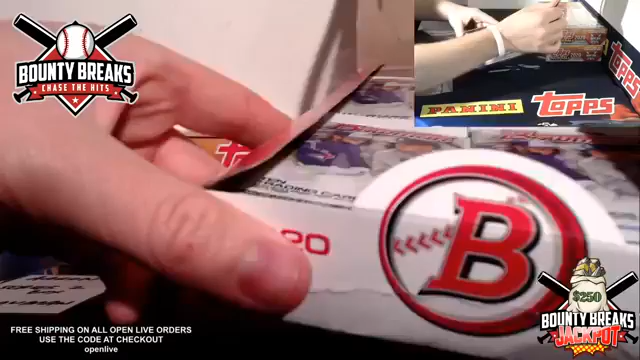 BOUNTY BREAKS
CHASE THE HITS
PANINI
TOPPS
TOPPS
20
B
$250
BOUNTY BREAKS
JACKPOT
FREE SHIPPING ON ALL OPEN LIVE ORDERS
USE THE CODE AT CHECKOUT
openlive